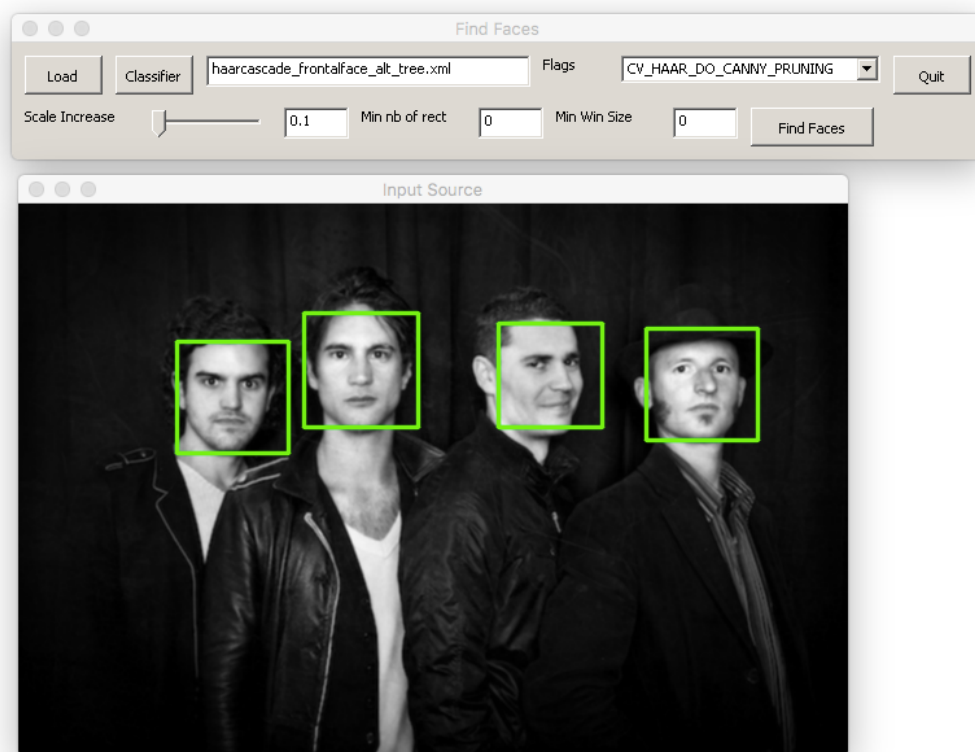 Find Faces
Load Classifier haarcascade_frontalface_alt_tree.xml Flags CV_HAAR_DO_CANNY_PRUNING Quit
Scale Increase 0.1 Min nb of rect 0 Min Win Size 0 Find Faces
Input Source